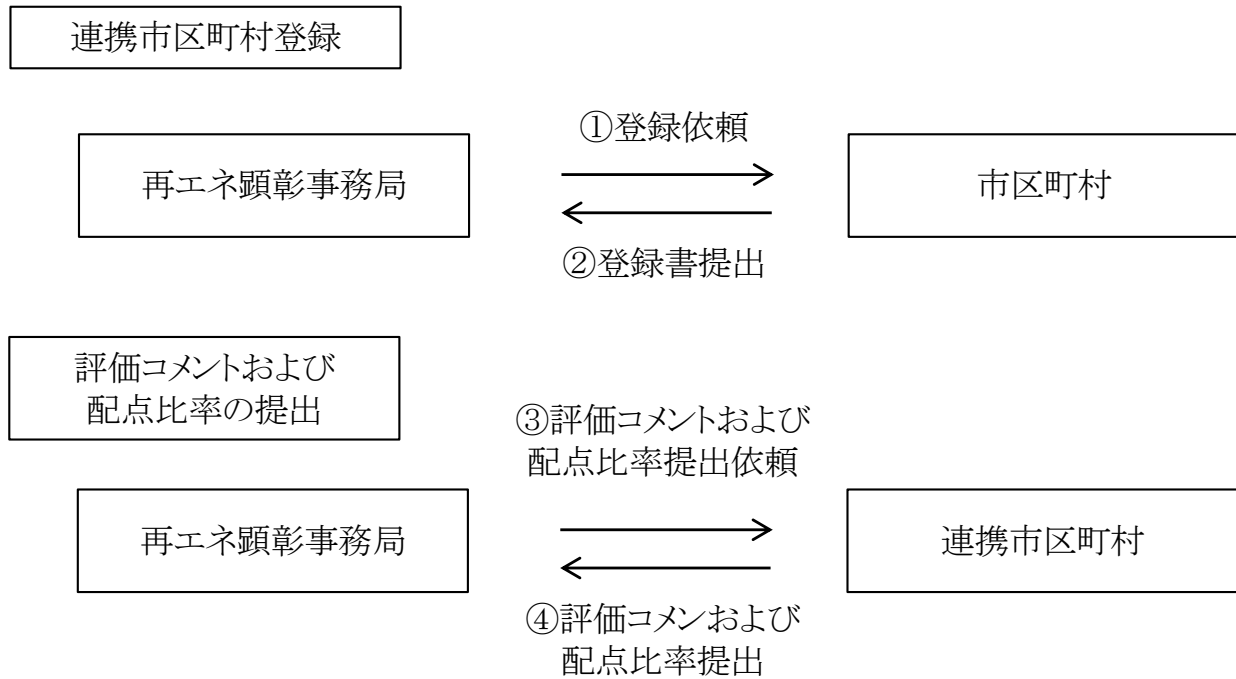 連携市区町村登録
①登録依頼
再エネ顕彰事務局
市区町村
②登録書提出
評価コメントおよび
配点比率の提出
③評価コメントおよび
配点比率提出依頼
再エネ顕彰事務局
連携市区町村
④評価コメンおよび
配点比率提出